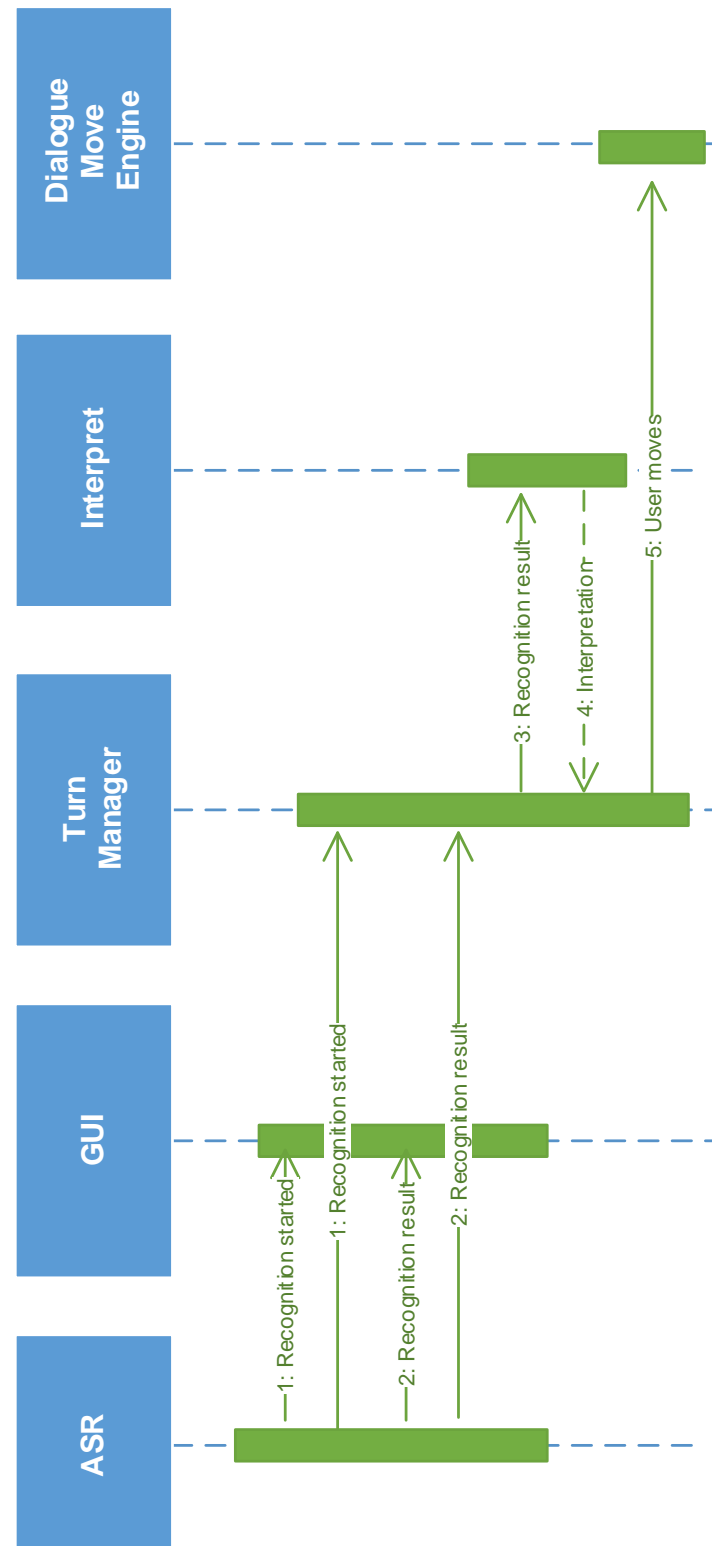 ASR
GUI
Turn
Manager
Interpret
Dialogue
Move
Engine
1: Recognition started
1: Recognition started
2: Recognition result
2: Recognition result
3: Recognition result
4: Interpretation
5: User moves